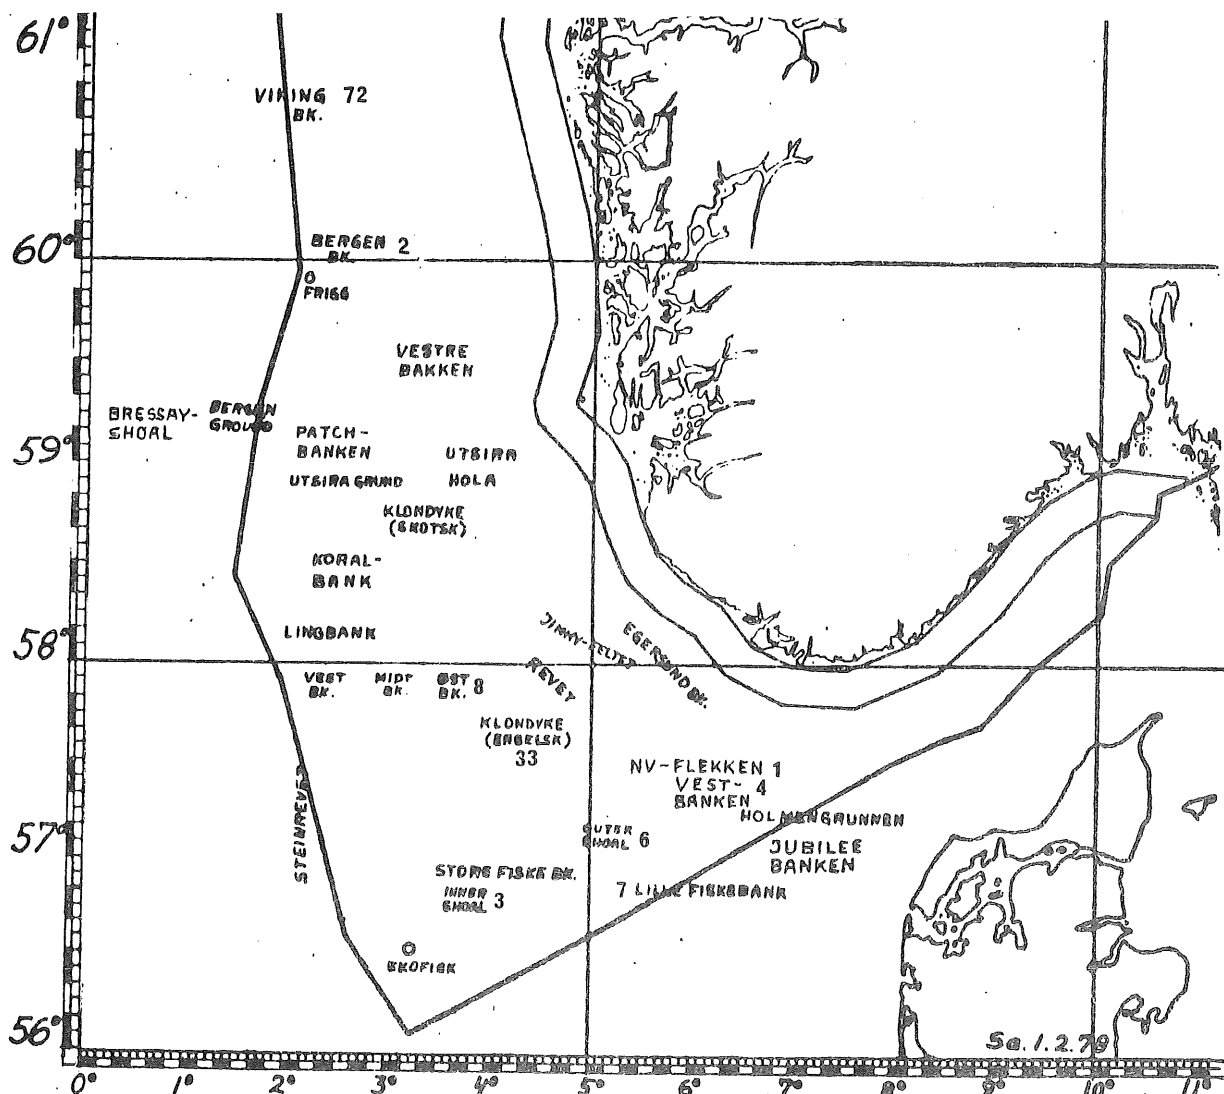 61°
VIKING 72
BK.
60°
BERGEN 2
BK.
FRIGG
VESTRE
BAKKEN
BRESSAY-
SHOAL
BERGEN
GROUND
59°
PATCH-
BANKEN
UTSIRA
HOLA
UTSIRA GRUND
KLONDYKE
(SKOTSK)
KORAL-
BANK
58°
LINGBANK
EGERSUND BK.
REVET
VEST
BK.
MIDT
BK.
ØST
BK. 8
KLONDYKE
(ENGELSK)
33
NV-FLEKKEN 1
VEST- 4
BANKEN
HOLMENGRUNNEN
57°
STEINREVET
OUTER
SHOAL 6
JUBILEE
BANKEN
STORE FISKE BK.
INNER
SHOAL 3
7 LILLE FISKEBANK
EKOFISK
56°
Sa. 1.2.79
0° 1° 2° 3° 4° 5° 6° 7° 8° 9° 10° 11°